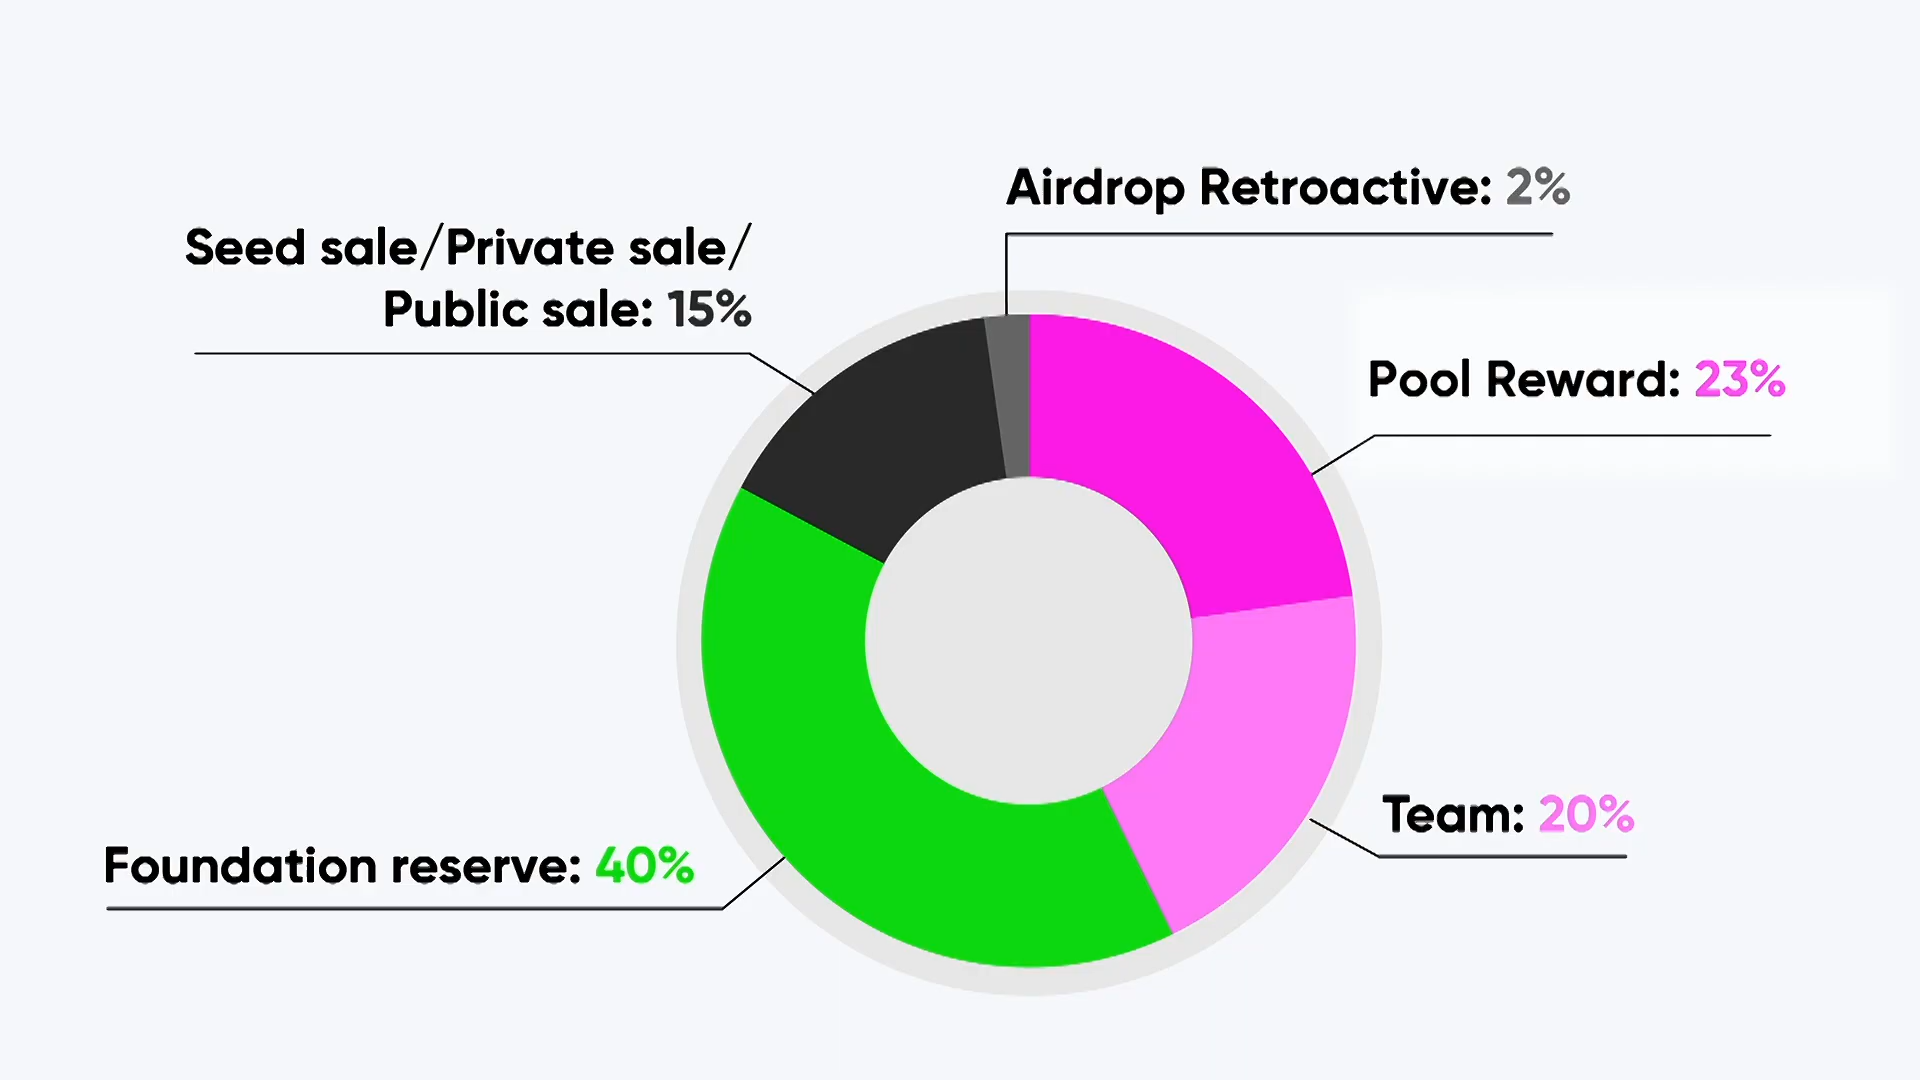 Airdrop Retroactive: 2%
Seed sale/Private sale/
Public sale: 15%
Pool Reward: 23%
Team: 20%
Foundation reserve: 40%